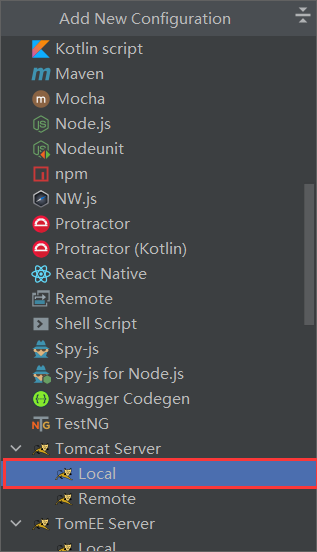 Add New Configuration
Kotlin script
Maven
Mocha
Node.js
Nodeunit
npm
NW.js
Protractor
Protractor (Kotlin)
React Native
Remote
Shell Script
Spy-js
Spy-js for Node.js
Swagger Codegen
TestNG
Tomcat Server
Local
Remote
TomEE Server
Local